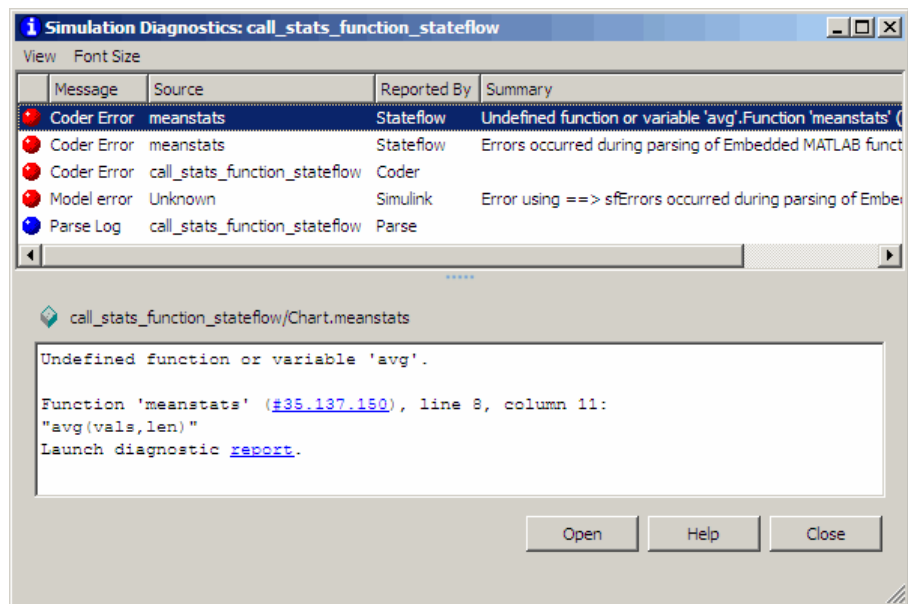 Simulation Diagnostics: call_stats_function_stateflow
View Font Size
Message Source Reported By Summary
Coder Error meanstats Stateflow Undefined function or variable 'avg'.Function 'meanstats' (
Coder Error meanstats Stateflow Errors occurred during parsing of Embedded MATLAB funct
Coder Error call_stats_function_stateflow Coder
Model error Unknown Simulink Error using ==> sfErrors occurred during parsing of Embe
Parse Log call_stats_function_stateflow Parse
call_stats_function_stateflow/Chart.meanstats
Undefined function or variable 'avg'.
Function 'meanstats' (#35.137.150), line 8, column 11:
"avg(vals,len)"
Launch diagnostic report.
Open Help Close